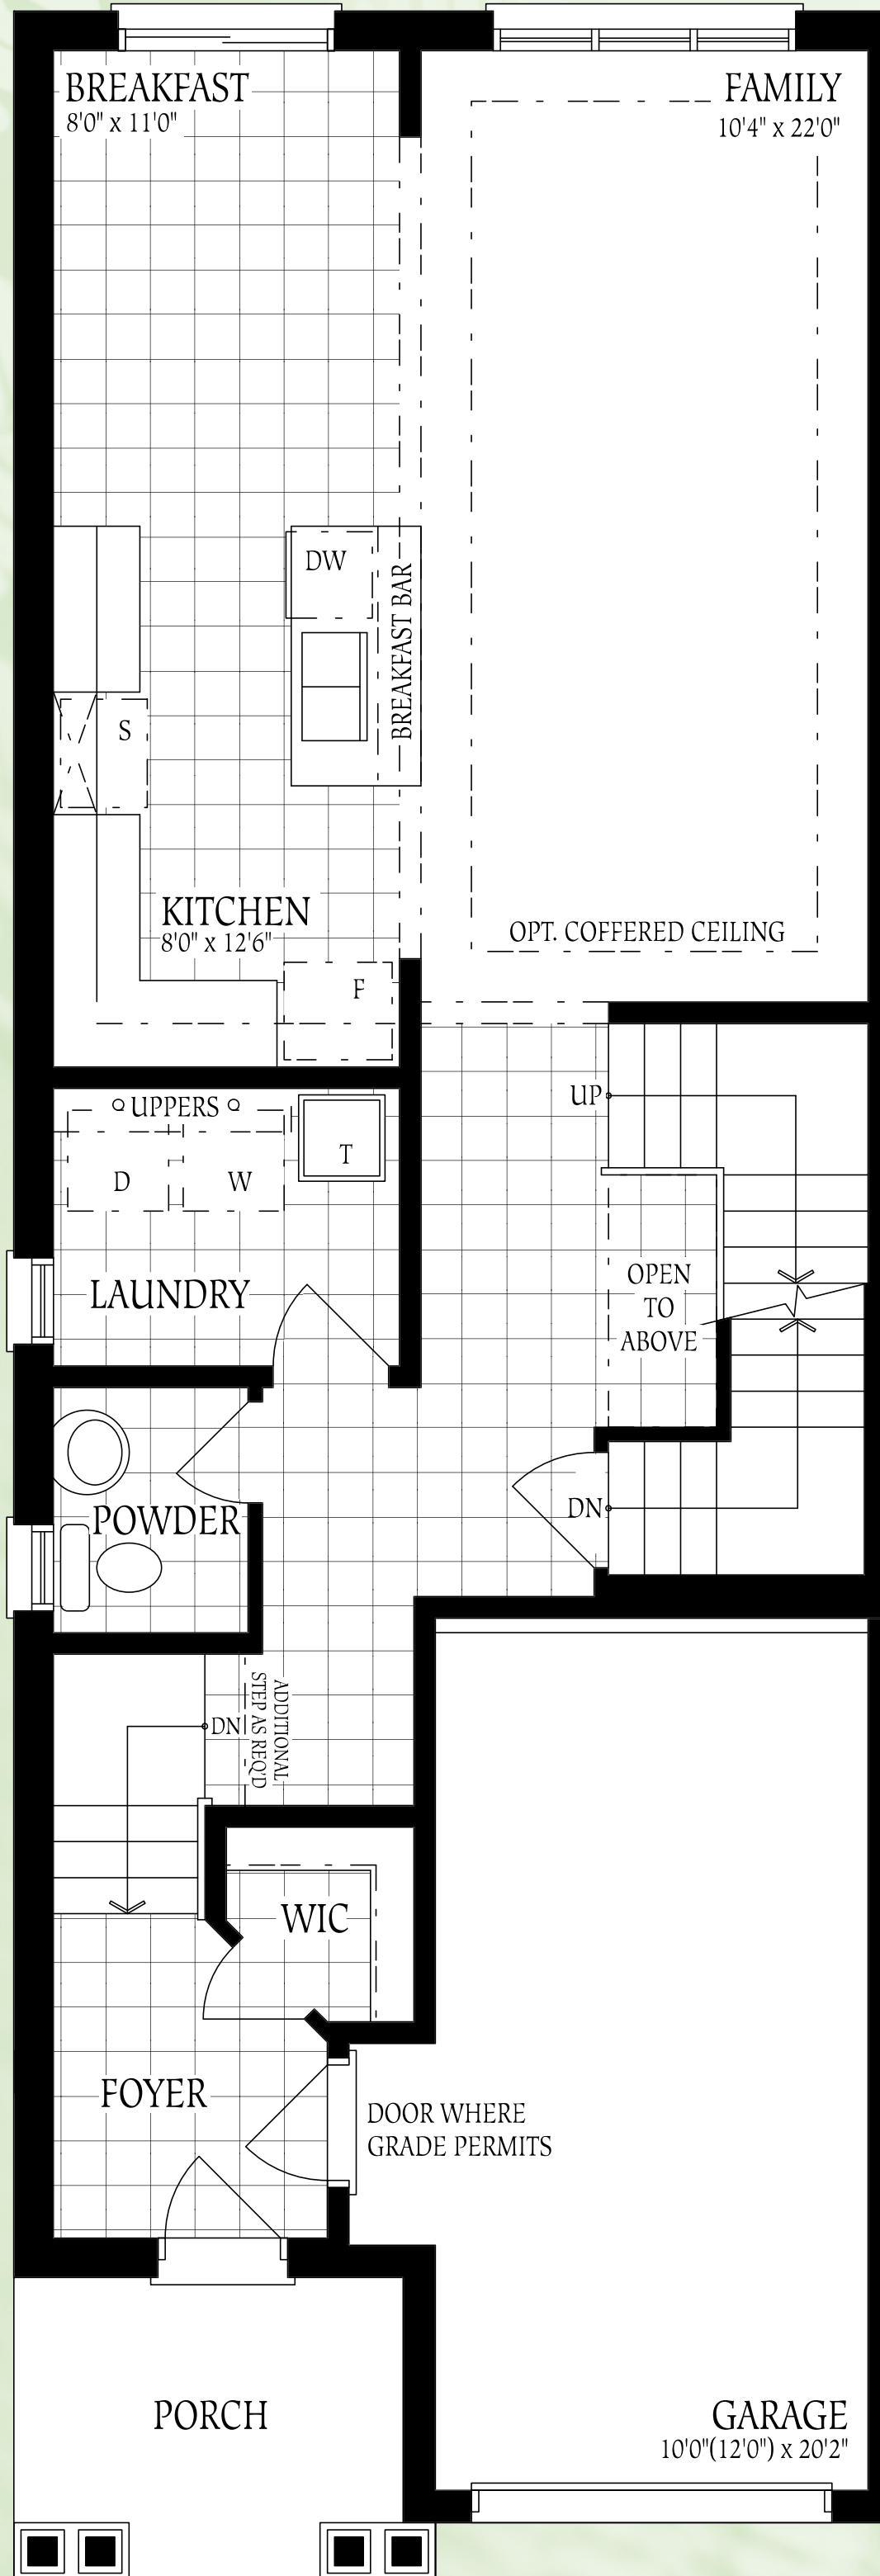 BREAKFAST
8'0" x 11'0"
FAMILY
10'4" x 22'0"
DW
BREAKFAST BAR
S
KITCHEN
8'0" x 12'6"
OPT. COFFERED CEILING
F
UP
UPPERS
T
D
W
LAUNDRY
OPEN
TO
ABOVE
POWDER
DN
DN
ADDITIONAL
STEP AS REQ'D
WIC
FOYER
DOOR WHERE
GRADE PERMITS
PORCH
GARAGE
10'0"(12'0") x 20'2"